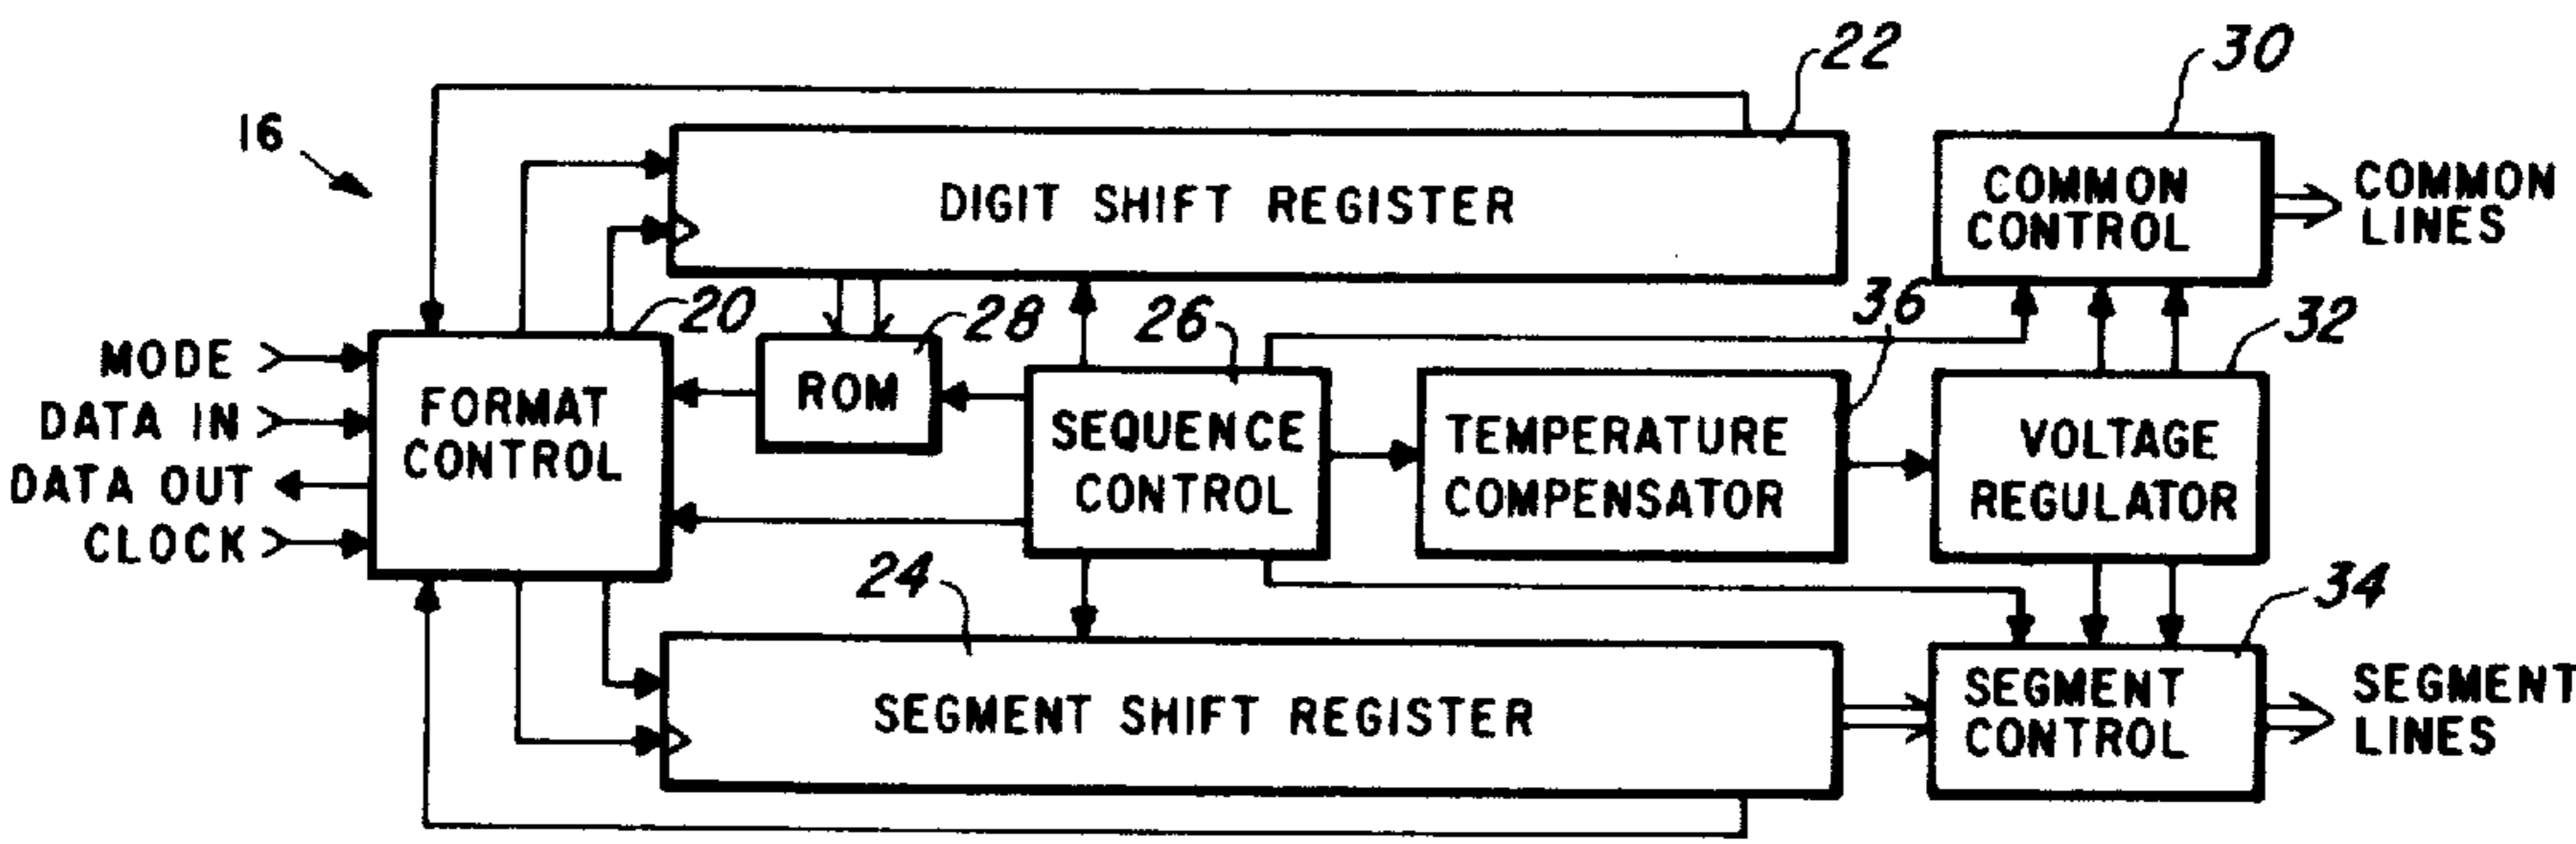 16
22
30
DIGIT SHIFT REGISTER
COMMON
CONTROL
COMMON
LINES
20
28
26
36
32
MODE
DATA IN
DATA OUT
CLOCK
FORMAT
CONTROL
ROM
SEQUENCE
CONTROL
TEMPERATURE
COMPENSATOR
VOLTAGE
REGULATOR
24
34
SEGMENT SHIFT REGISTER
SEGMENT
CONTROL
SEGMENT
LINES